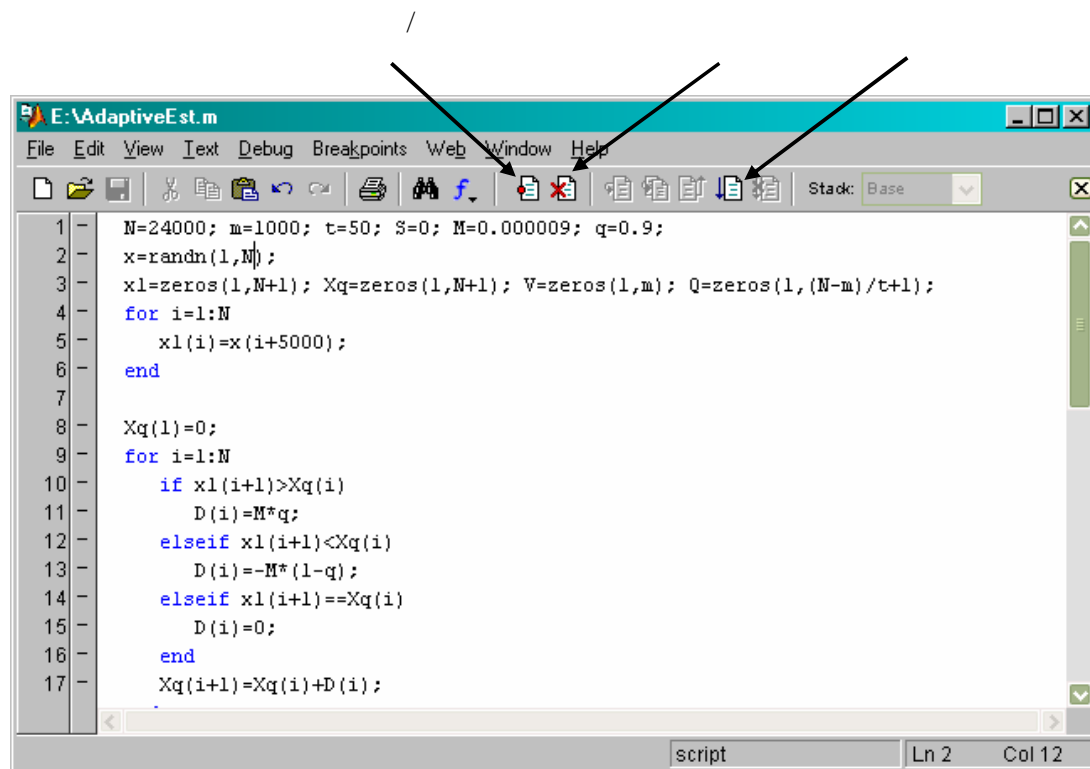 /
E:\AdaptiveEst.m
File Edit View Text Debug Breakpoints Web Window Help
Stack: Base
1 N=24000; m=1000; t=50; S=0; M=0.000009; q=0.9;
2 x=randn(1,N);
3 x1=zeros(1,N+1); Xq=zeros(1,N+1); V=zeros(1,m); Q=zeros(1,(N-m)/t+1);
4 for i=1:N
5 x1(i)=x(i+5000);
6 end
7
8 Xq(1)=0;
9 for i=1:N
10 if x1(i+1)>Xq(i)
11 D(i)=M*q;
12 elseif x1(i+1)<Xq(i)
13 D(i)=-M*(1-q);
14 elseif x1(i+1)==Xq(i)
15 D(i)=0;
16 end
17 Xq(i+1)=Xq(i)+D(i);
script Ln 2 Col 12